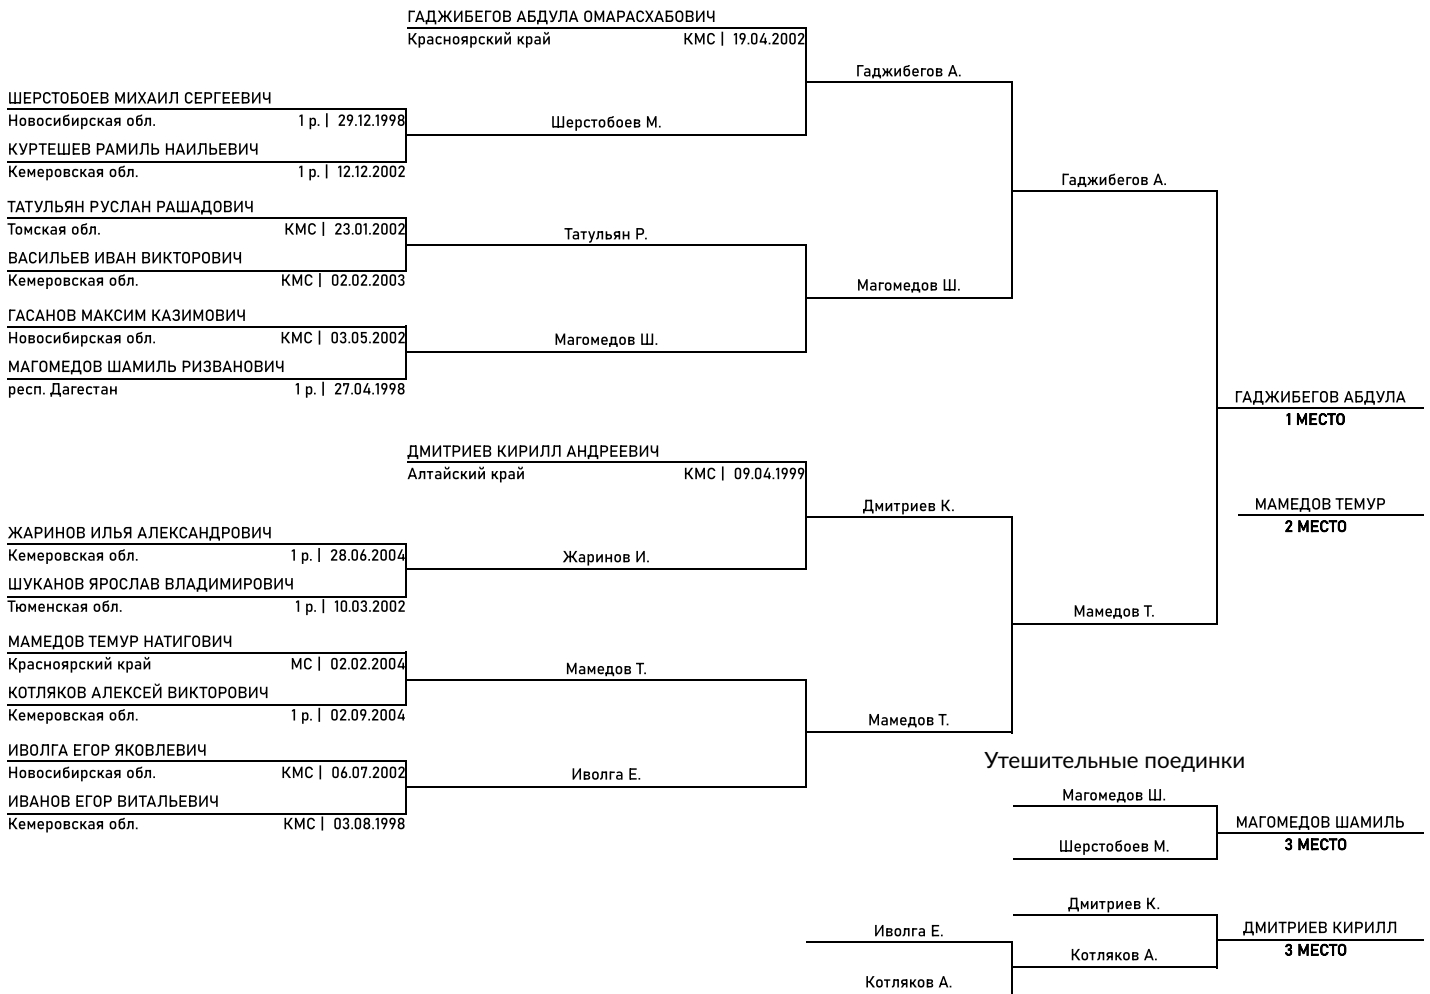 ГАДЖИБЕГОВ АБДУЛА ОМАРАСХАБОВИЧ
Красноярский край КМС | 19.04.2002
Гаджибегов А.
ШЕРСТОБОЕВ МИХАИЛ СЕРГЕЕВИЧ
Новосибирская обл. 1 р. | 29.12.1998
Шерстобоев М.
КУРТЕШЕВ РАМИЛЬ НАИЛЬЕВИЧ
Кемеровская обл. 1 р. | 12.12.2002
Гаджибегов А.
ТАТУЛЬЯН РУСЛАН РАШАДОВИЧ
Томская обл. КМС | 23.01.2002
Татульян Р.
ВАСИЛЬЕВ ИВАН ВИКТОРОВИЧ
Кемеровская обл. КМС | 02.02.2003
Магомедов Ш.
ГАСАНОВ МАКСИМ КАЗИМОВИЧ
Новосибирская обл. КМС | 03.05.2002
Магомедов Ш.
МАГОМЕДОВ ШАМИЛЬ РИЗВАНОВИЧ
респ. Дагестан 1 р. | 27.04.1998
ГАДЖИБЕГОВ АБДУЛА
1 МЕСТО
ДМИТРИЕВ КИРИЛЛ АНДРЕЕВИЧ
Алтайский край КМС | 09.04.1999
МАМЕДОВ ТЕМУР
2 МЕСТО
Дмитриев К.
ЖАРИНОВ ИЛЬЯ АЛЕКСАНДРОВИЧ
Кемеровская обл. 1 р. | 28.06.2004
Жаринов И.
ШУКАНОВ ЯРОСЛАВ ВЛАДИМИРОВИЧ
Тюменская обл. 1 р. | 10.03.2002
Мамедов Т.
МАМЕДОВ ТЕМУР НАТИГОВИЧ
Красноярский край МС | 02.02.2004
Мамедов Т.
КОТЛЯКОВ АЛЕКСЕЙ ВИКТОРОВИЧ
Кемеровская обл. 1 р. | 02.09.2004
Мамедов Т.
ИВОЛГА ЕГОР ЯКОВЛЕВИЧ
Новосибирская обл. КМС | 06.07.2002
Иволга Е.
ИВАНОВ ЕГОР ВИТАЛЬЕВИЧ
Кемеровская обл. КМС | 03.08.1998
Утешительные поединки
Магомедов Ш.
МАГОМЕДОВ ШАМИЛЬ
3 МЕСТО
Шерстобоев М.
Дмитриев К.
ДМИТРИЕВ КИРИЛЛ
3 МЕСТО
Иволга Е.
Котляков А.
Котляков А.